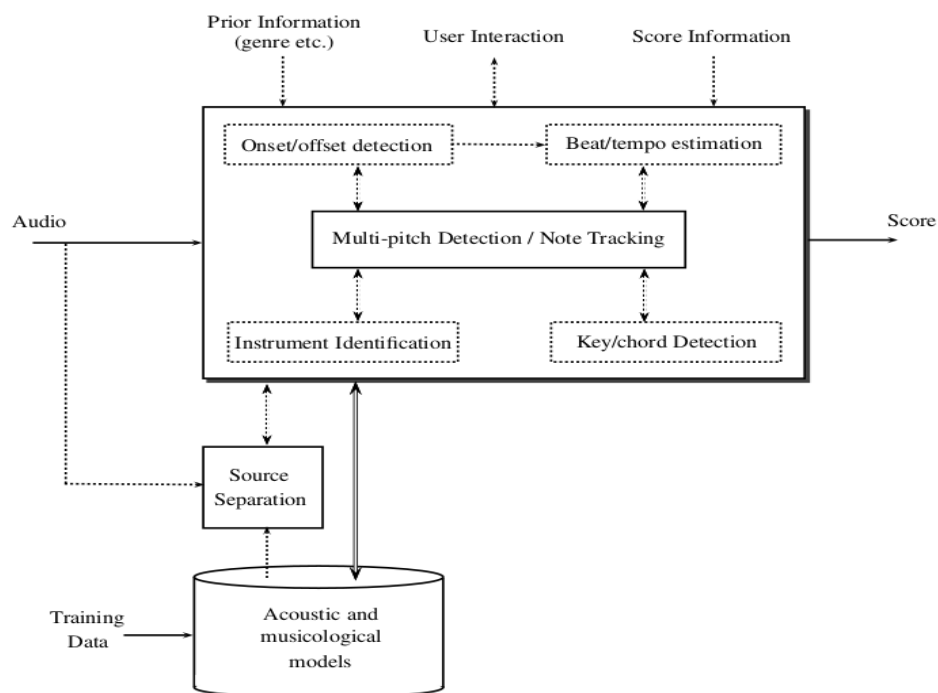 Prior Information
(genre etc.)
User Interaction
Score Information
Onset/offset detection
Beat/tempo estimation
Audio
Multi-pitch Detection / Note Tracking
Score
Instrument Identification
Key/chord Detection
Source
Separation
Training
Data
Acoustic and
musicological
models